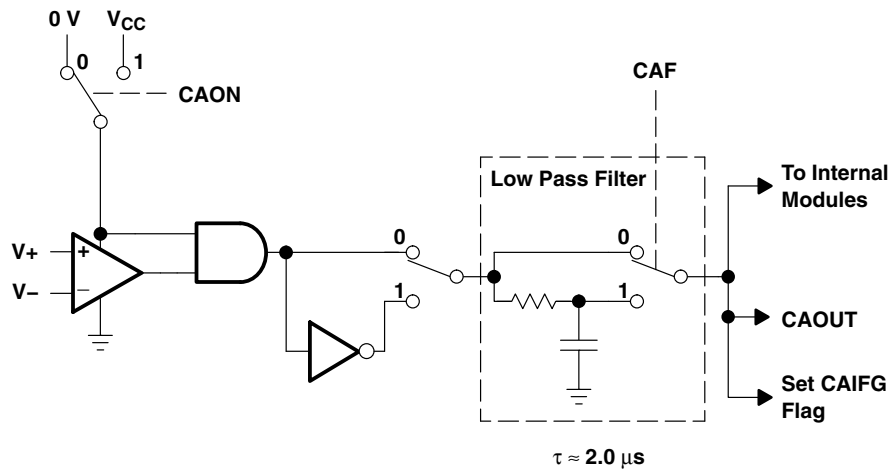 0 V
VCC
0
1
CAON
CAF
Low Pass Filter
To Internal
Modules
V+
+
V−
−
0
1
0
1
CAOUT
Set CAIFG
Flag
τ ≈ 2.0 μs